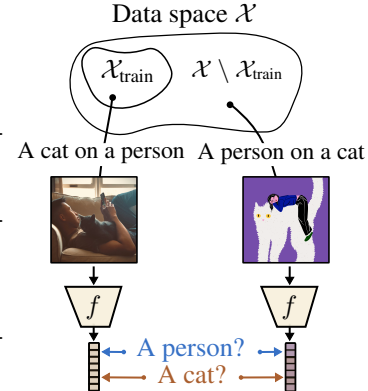 Data space 𝒳
𝒳train 𝒳 \ 𝒳train
A cat on a person A person on a cat
f f
A person?
A cat?